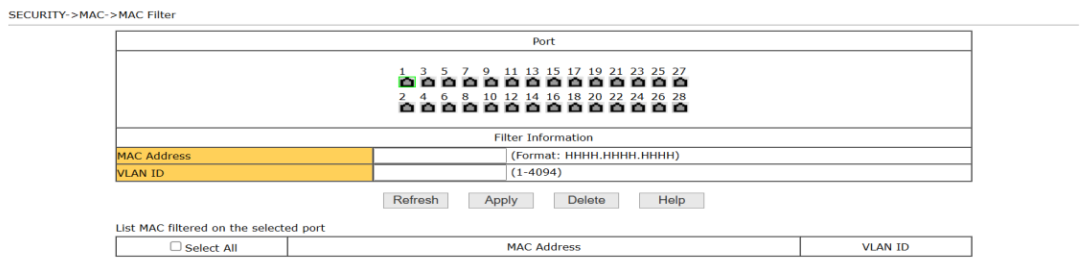 SECURITY->MAC->MAC Filter
Port
1 3 5 7 9 11 13 15 17 19 21 23 25 27
2 4 6 8 10 12 14 16 18 20 22 24 26 28
Filter Information
MAC Address (Format: HHHH.HHHH.HHHH)
VLAN ID (1-4094)
Refresh Apply Delete Help
List MAC filtered on the selected port
Select All MAC Address VLAN ID